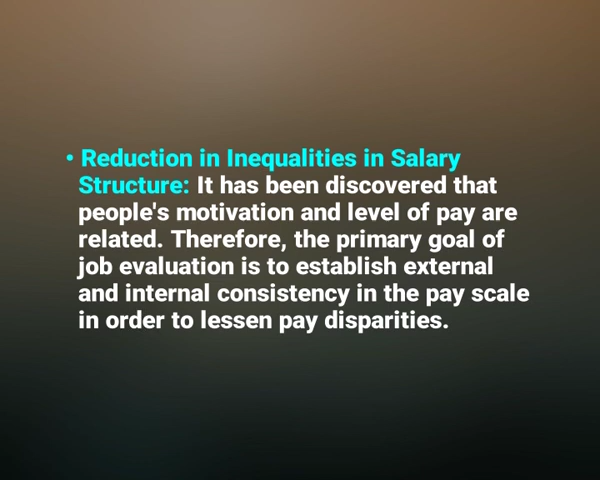 • Reduction in Inequalities in Salary
Structure: It has been discovered that
people's motivation and level of pay are
related. Therefore, the primary goal of
job evaluation is to establish external
and internal consistency in the pay scale
in order to lessen pay disparities.